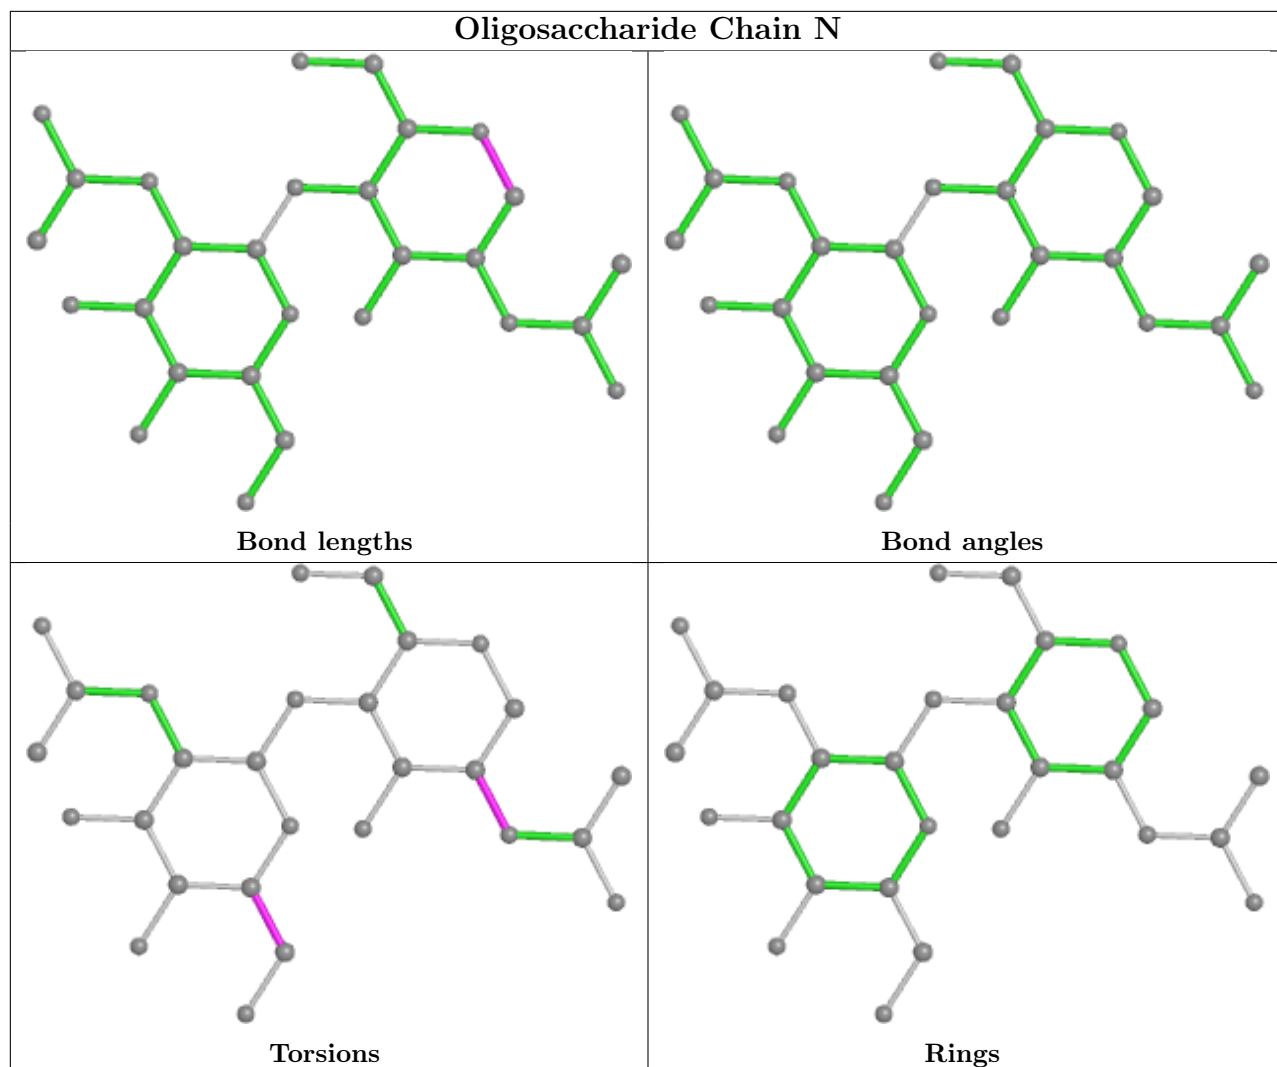 Oligosaccharide Chain N
Bond lengths
Bond angles
Torsions
Rings